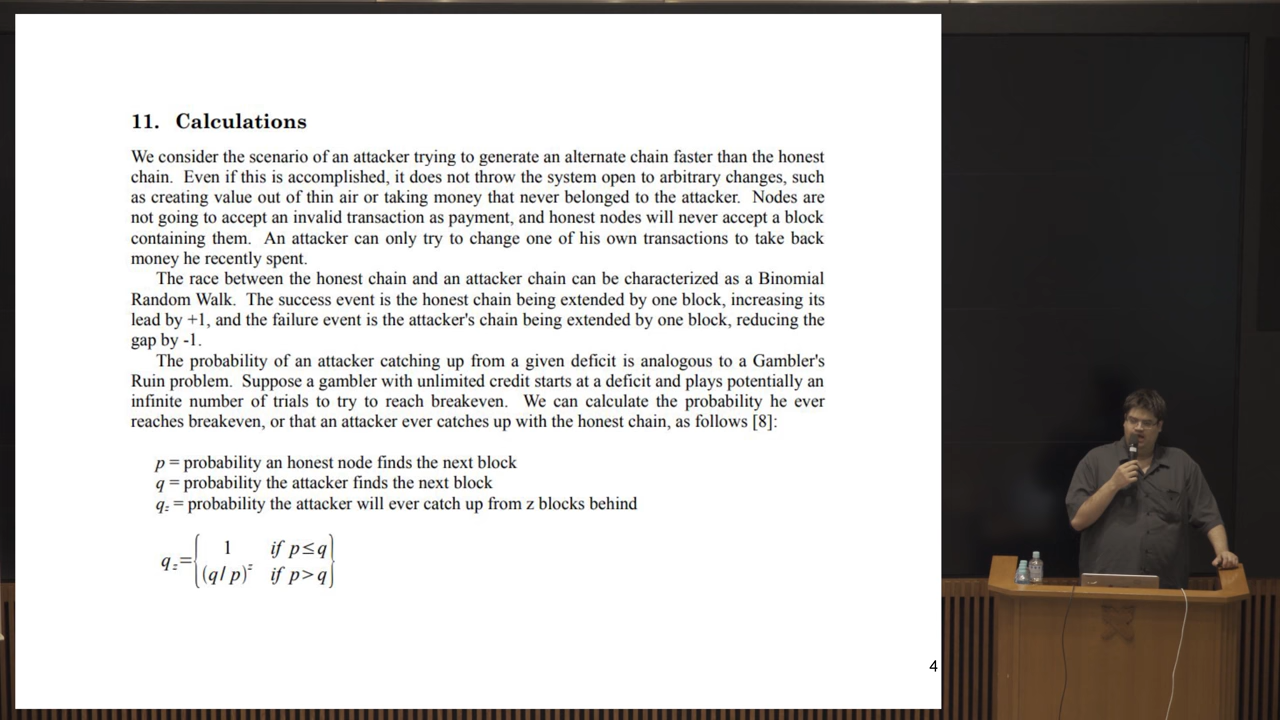 11. Calculations
We consider the scenario of an attacker trying to generate an alternate chain faster than the honest
chain. Even if this is accomplished, it does not throw the system open to arbitrary changes, such
as creating value out of thin air or taking money that never belonged to the attacker. Nodes are
not going to accept an invalid transaction as payment, and honest nodes will never accept a block
containing them. An attacker can only try to change one of his own transactions to take back
money he recently spent.
The race between the honest chain and an attacker chain can be characterized as a Binomial
Random Walk. The success event is the honest chain being extended by one block, increasing its
lead by +1, and the failure event is the attacker's chain being extended by one block, reducing the
gap by -1.
The probability of an attacker catching up from a given deficit is analogous to a Gambler's
Ruin problem. Suppose a gambler with unlimited credit starts at a deficit and plays potentially an
infinite number of trials to try to reach breakeven. We can calculate the probability he ever
reaches breakeven, or that an attacker ever catches up with the honest chain, as follows [8]:
p = probability an honest node finds the next block
q = probability the attacker finds the next block
q_z = probability the attacker will ever catch up from z blocks behind
q_z = { 1 if p ≤ q
(q/p)^z if p > q }
4